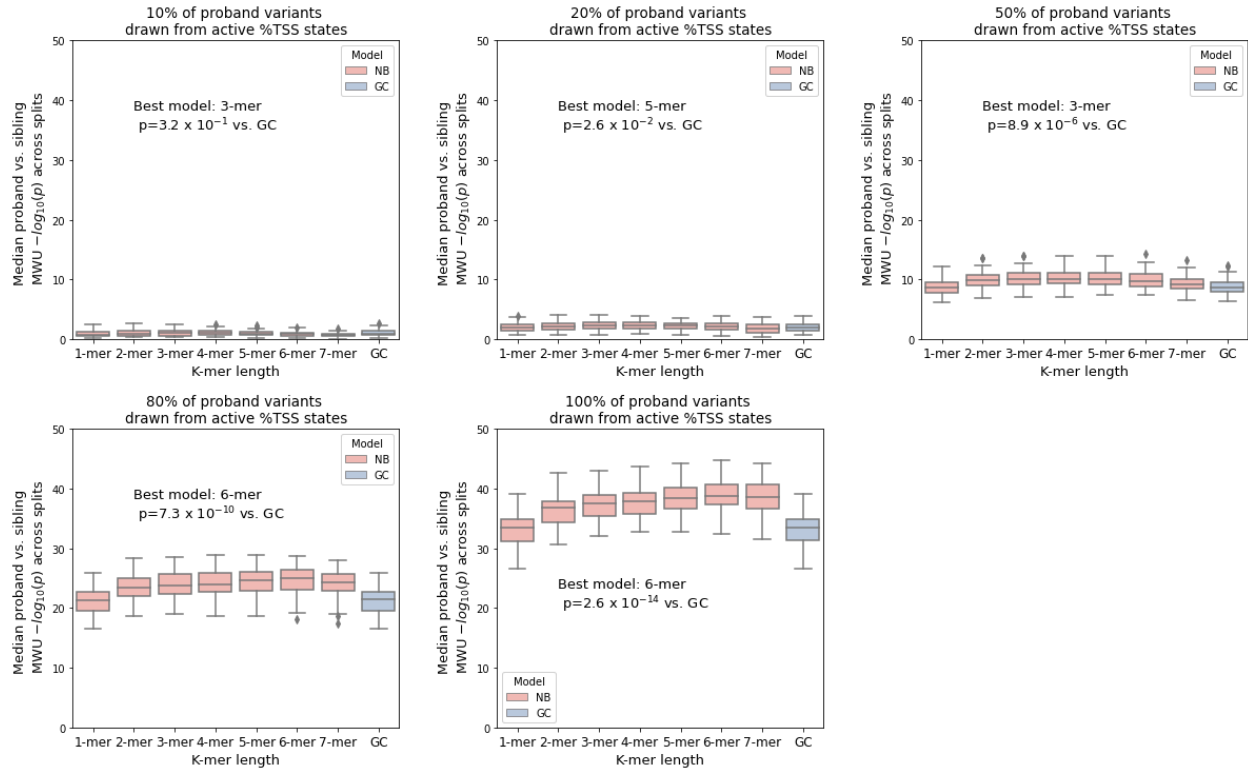 10% of proband variants
drawn from active %TSS states
50
40
30
20
10
0
Median proband vs. sibling
MWU −log₁₀(p) across splits
Model
NB
GC
Best model: 3-mer
p=3.2 x 10⁻¹ vs. GC
1-mer 2-mer 3-mer 4-mer 5-mer 6-mer 7-mer GC
K-mer length
20% of proband variants
drawn from active %TSS states
50
40
30
20
10
0
Median proband vs. sibling
MWU −log₁₀(p) across splits
Model
NB
GC
Best model: 5-mer
p=2.6 x 10⁻² vs. GC
1-mer 2-mer 3-mer 4-mer 5-mer 6-mer 7-mer GC
K-mer length
50% of proband variants
drawn from active %TSS states
50
40
30
20
10
0
Median proband vs. sibling
MWU −log₁₀(p) across splits
Model
NB
GC
Best model: 3-mer
p=8.9 x 10⁻⁶ vs. GC
1-mer 2-mer 3-mer 4-mer 5-mer 6-mer 7-mer GC
K-mer length
80% of proband variants
drawn from active %TSS states
50
40
30
20
10
0
Median proband vs. sibling
MWU −log₁₀(p) across splits
Model
NB
GC
Best model: 6-mer
p=7.3 x 10⁻¹⁰ vs. GC
1-mer 2-mer 3-mer 4-mer 5-mer 6-mer 7-mer GC
K-mer length
100% of proband variants
drawn from active %TSS states
50
40
30
20
10
0
Median proband vs. sibling
MWU −log₁₀(p) across splits
Best model: 6-mer
p=2.6 x 10⁻¹⁴ vs. GC
Model
NB
GC
1-mer 2-mer 3-mer 4-mer 5-mer 6-mer 7-mer GC
K-mer length